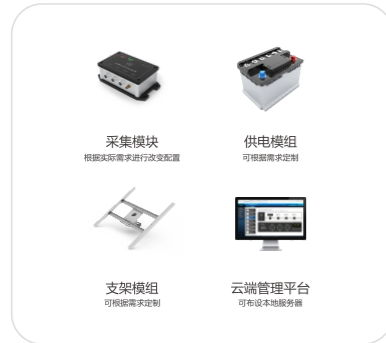 采集模块
供电模组
根据实际需求进行改变配置
可根据需求定制
支架模组
云端管理平台
可根据需求定制
可布设本地服务器